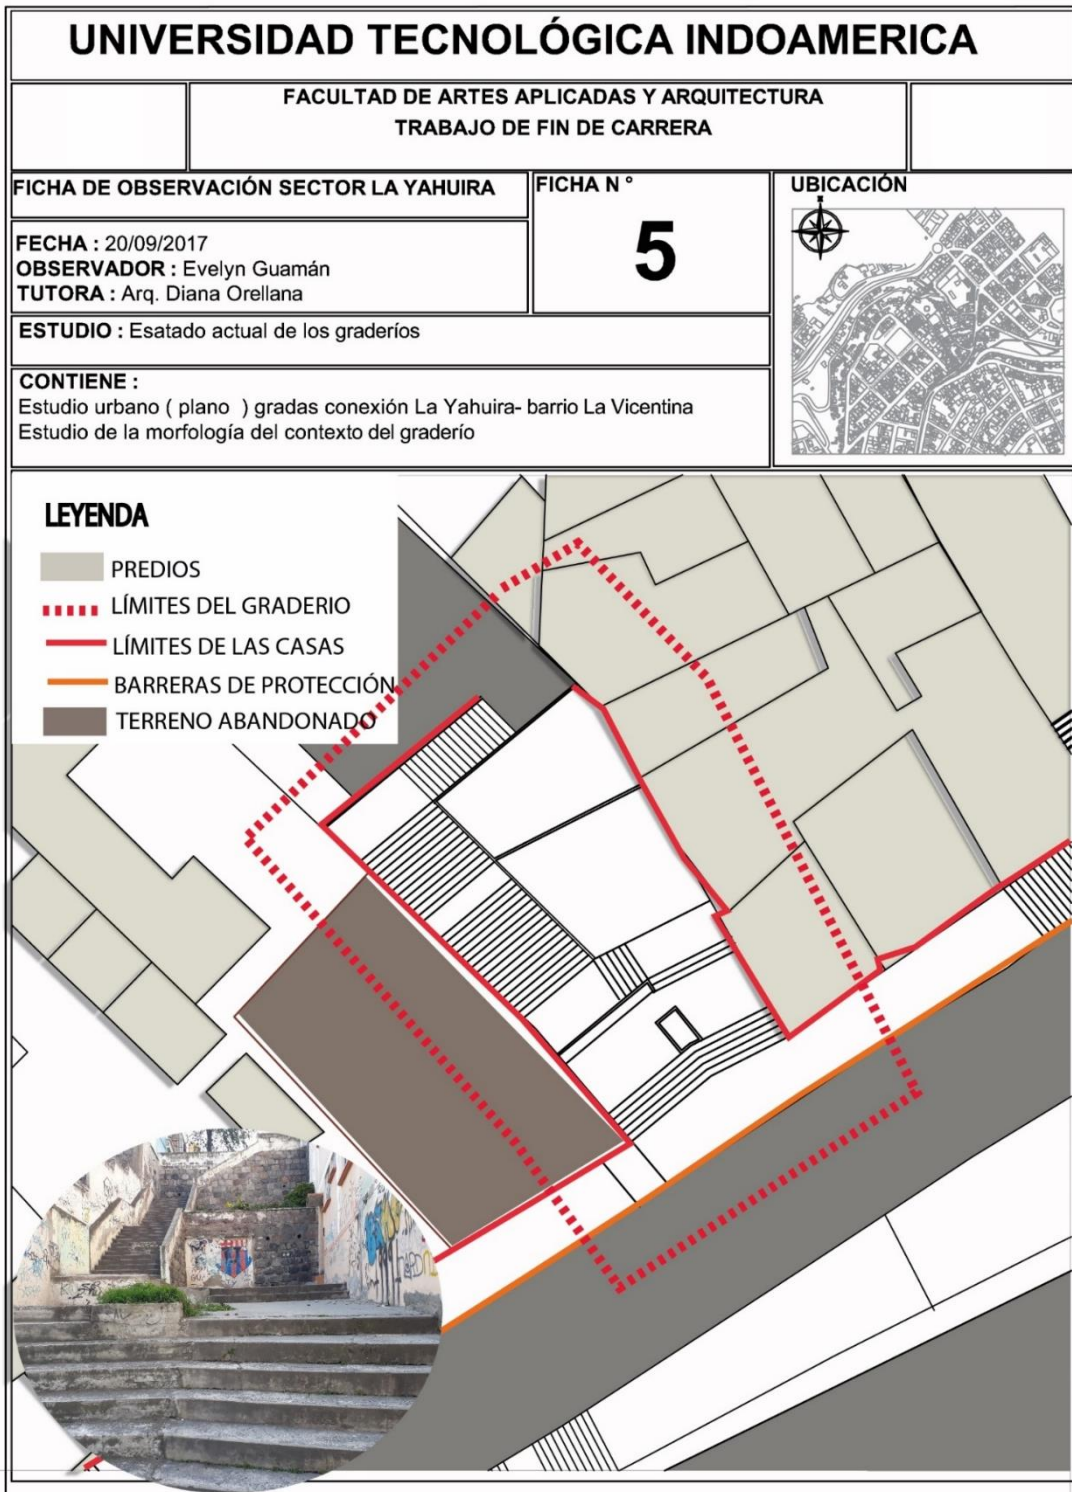 UNIVERSIDAD TECNOLÓGICA INDOAMERICA
FACULTAD DE ARTES APLICADAS Y ARQUITECTURA
TRABAJO DE FIN DE CARRERA
FICHA DE OBSERVACIÓN SECTOR LA YAHUIRA
FECHA : 20/09/2017
OBSERVADOR : Evelyn Guamán
TUTORA : Arq. Diana Orellana
FICHA N °
5
UBICACIÓN
ESTUDIO : Esatado actual de los graderíos
CONTIENE :
Estudio urbano ( plano ) gradas conexión La Yahuira- barrio La Vicentina
Estudio de la morfología del contexto del graderío
LEYENDA
PREDIOS
LÍMITES DEL GRADERIO
LÍMITES DE LAS CASAS
BARRERAS DE PROTECCIÓN
TERRENO ABANDONADO